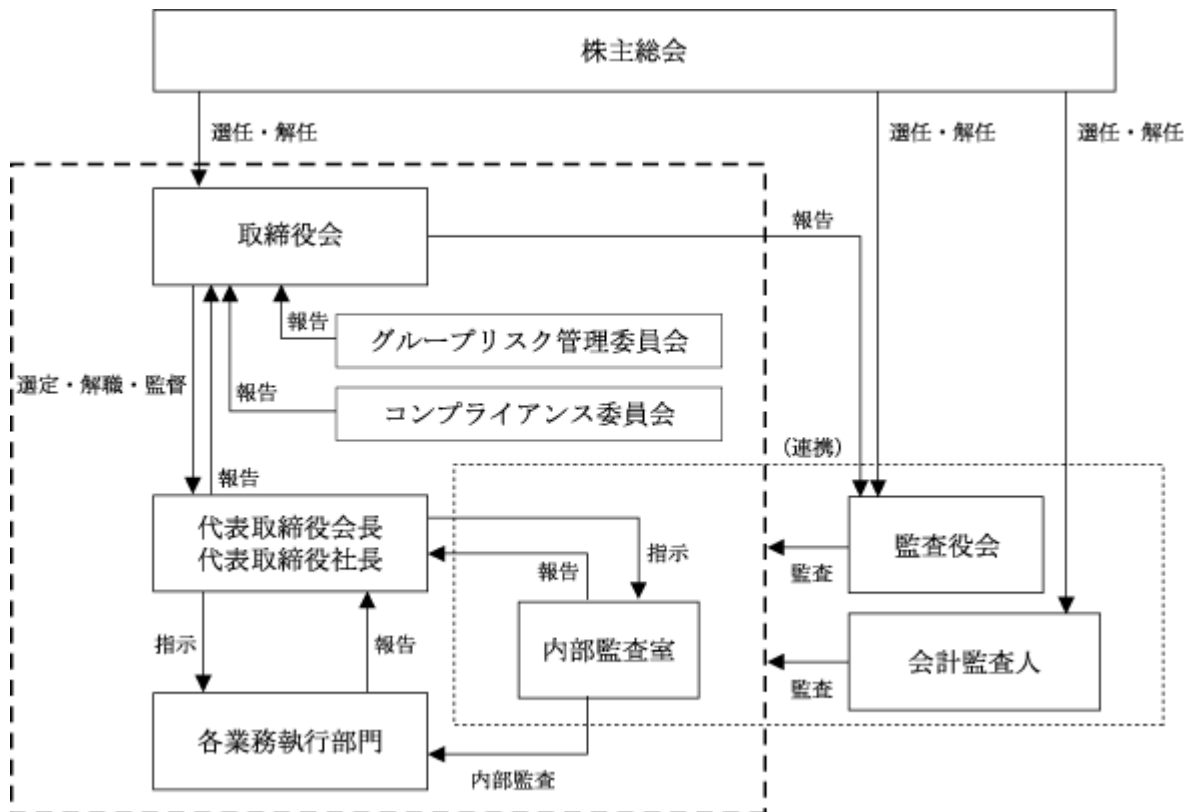 株主総会
選任・解任
選任・解任
選任・解任
取締役会
報告
報告
グループリスク管理委員会
選定・解職・監督
報告
コンプライアンス委員会
(連携)
報告
代表取締役会長
代表取締役社長
指示
報告
監査役会
監査
指示
報告
内部監査室
会計監査人
監査
各業務執行部門
内部監査